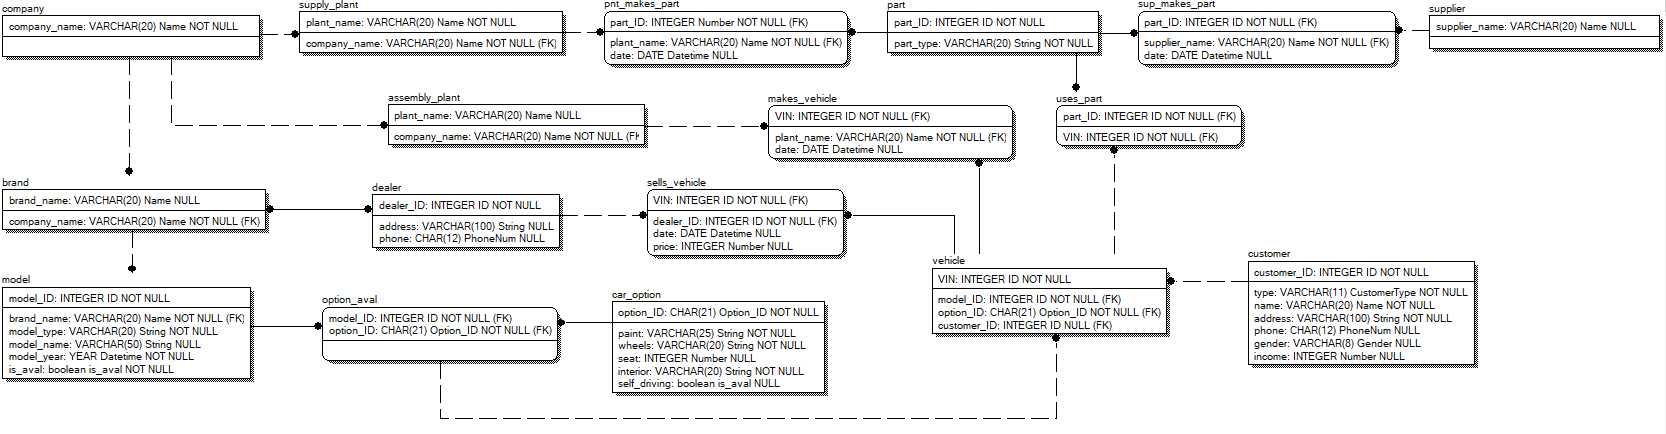 company
company_name: VARCHAR(20) Name NOT NULL
supply_plant
plant_name: VARCHAR(20) Name NOT NULL
company_name: VARCHAR(20) Name NOT NULL (FK)
pnt_makes_part
part_ID: INTEGER Number NOT NULL (FK)
plant_name: VARCHAR(20) Name NOT NULL (FK)
date: DATE Datetime NULL
part
part_ID: INTEGER ID NOT NULL
part_type: VARCHAR(20) String NOT NULL
sup_makes_part
part_ID: INTEGER ID NOT NULL (FK)
supplier_name: VARCHAR(20) Name NOT NULL (FK)
date: DATE Datetime NULL
supplier
supplier_name: VARCHAR(20) Name NULL
assembly_plant
plant_name: VARCHAR(20) Name NULL
company_name: VARCHAR(20) Name NOT NULL (FK
makes_vehicle
VIN: INTEGER ID NOT NULL (FK)
plant_name: VARCHAR(20) Name NOT NULL (FK)
date: DATE Datetime NULL
uses_part
part_ID: INTEGER ID NOT NULL (FK)
VIN: INTEGER ID NOT NULL (FK)
brand
brand_name: VARCHAR(20) Name NULL
company_name: VARCHAR(20) Name NOT NULL (FK)
dealer
dealer_ID: INTEGER ID NOT NULL
address: VARCHAR(100) String NULL
phone: CHAR(12) PhoneNum NULL
sells_vehicle
VIN: INTEGER ID NOT NULL (FK)
dealer_ID: INTEGER ID NOT NULL (FK)
date: DATE Datetime NULL
price: INTEGER Number NULL
vehicle
VIN: INTEGER ID NOT NULL
model_ID: INTEGER ID NOT NULL (FK)
option_ID: CHAR(21) Option_ID NOT NULL (FK)
customer_ID: INTEGER ID NULL (FK)
customer
customer_ID: INTEGER ID NOT NULL
type: VARCHAR(11) CustomerType NOT NULL
name: VARCHAR(20) Name NOT NULL
address: VARCHAR(100) String NOT NULL
phone: CHAR(12) PhoneNum NULL
gender: VARCHAR(8) Gender NULL
income: INTEGER Number NULL
model
model_ID: INTEGER ID NOT NULL
brand_name: VARCHAR(20) Name NOT NULL (FK)
model_type: VARCHAR(20) String NOT NULL
model_name: VARCHAR(50) String NULL
model_year: YEAR Datetime NOT NULL
is_aval: boolean is_aval NOT NULL
option_aval
model_ID: INTEGER ID NOT NULL (FK)
option_ID: CHAR(21) Option_ID NOT NULL (FK)
car_option
option_ID: CHAR(21) Option_ID NOT NULL
paint: VARCHAR(25) String NOT NULL
wheels: VARCHAR(20) String NOT NULL
seat: INTEGER Number NULL
interior: VARCHAR(20) String NOT NULL
self_driving: boolean is_aval NULL